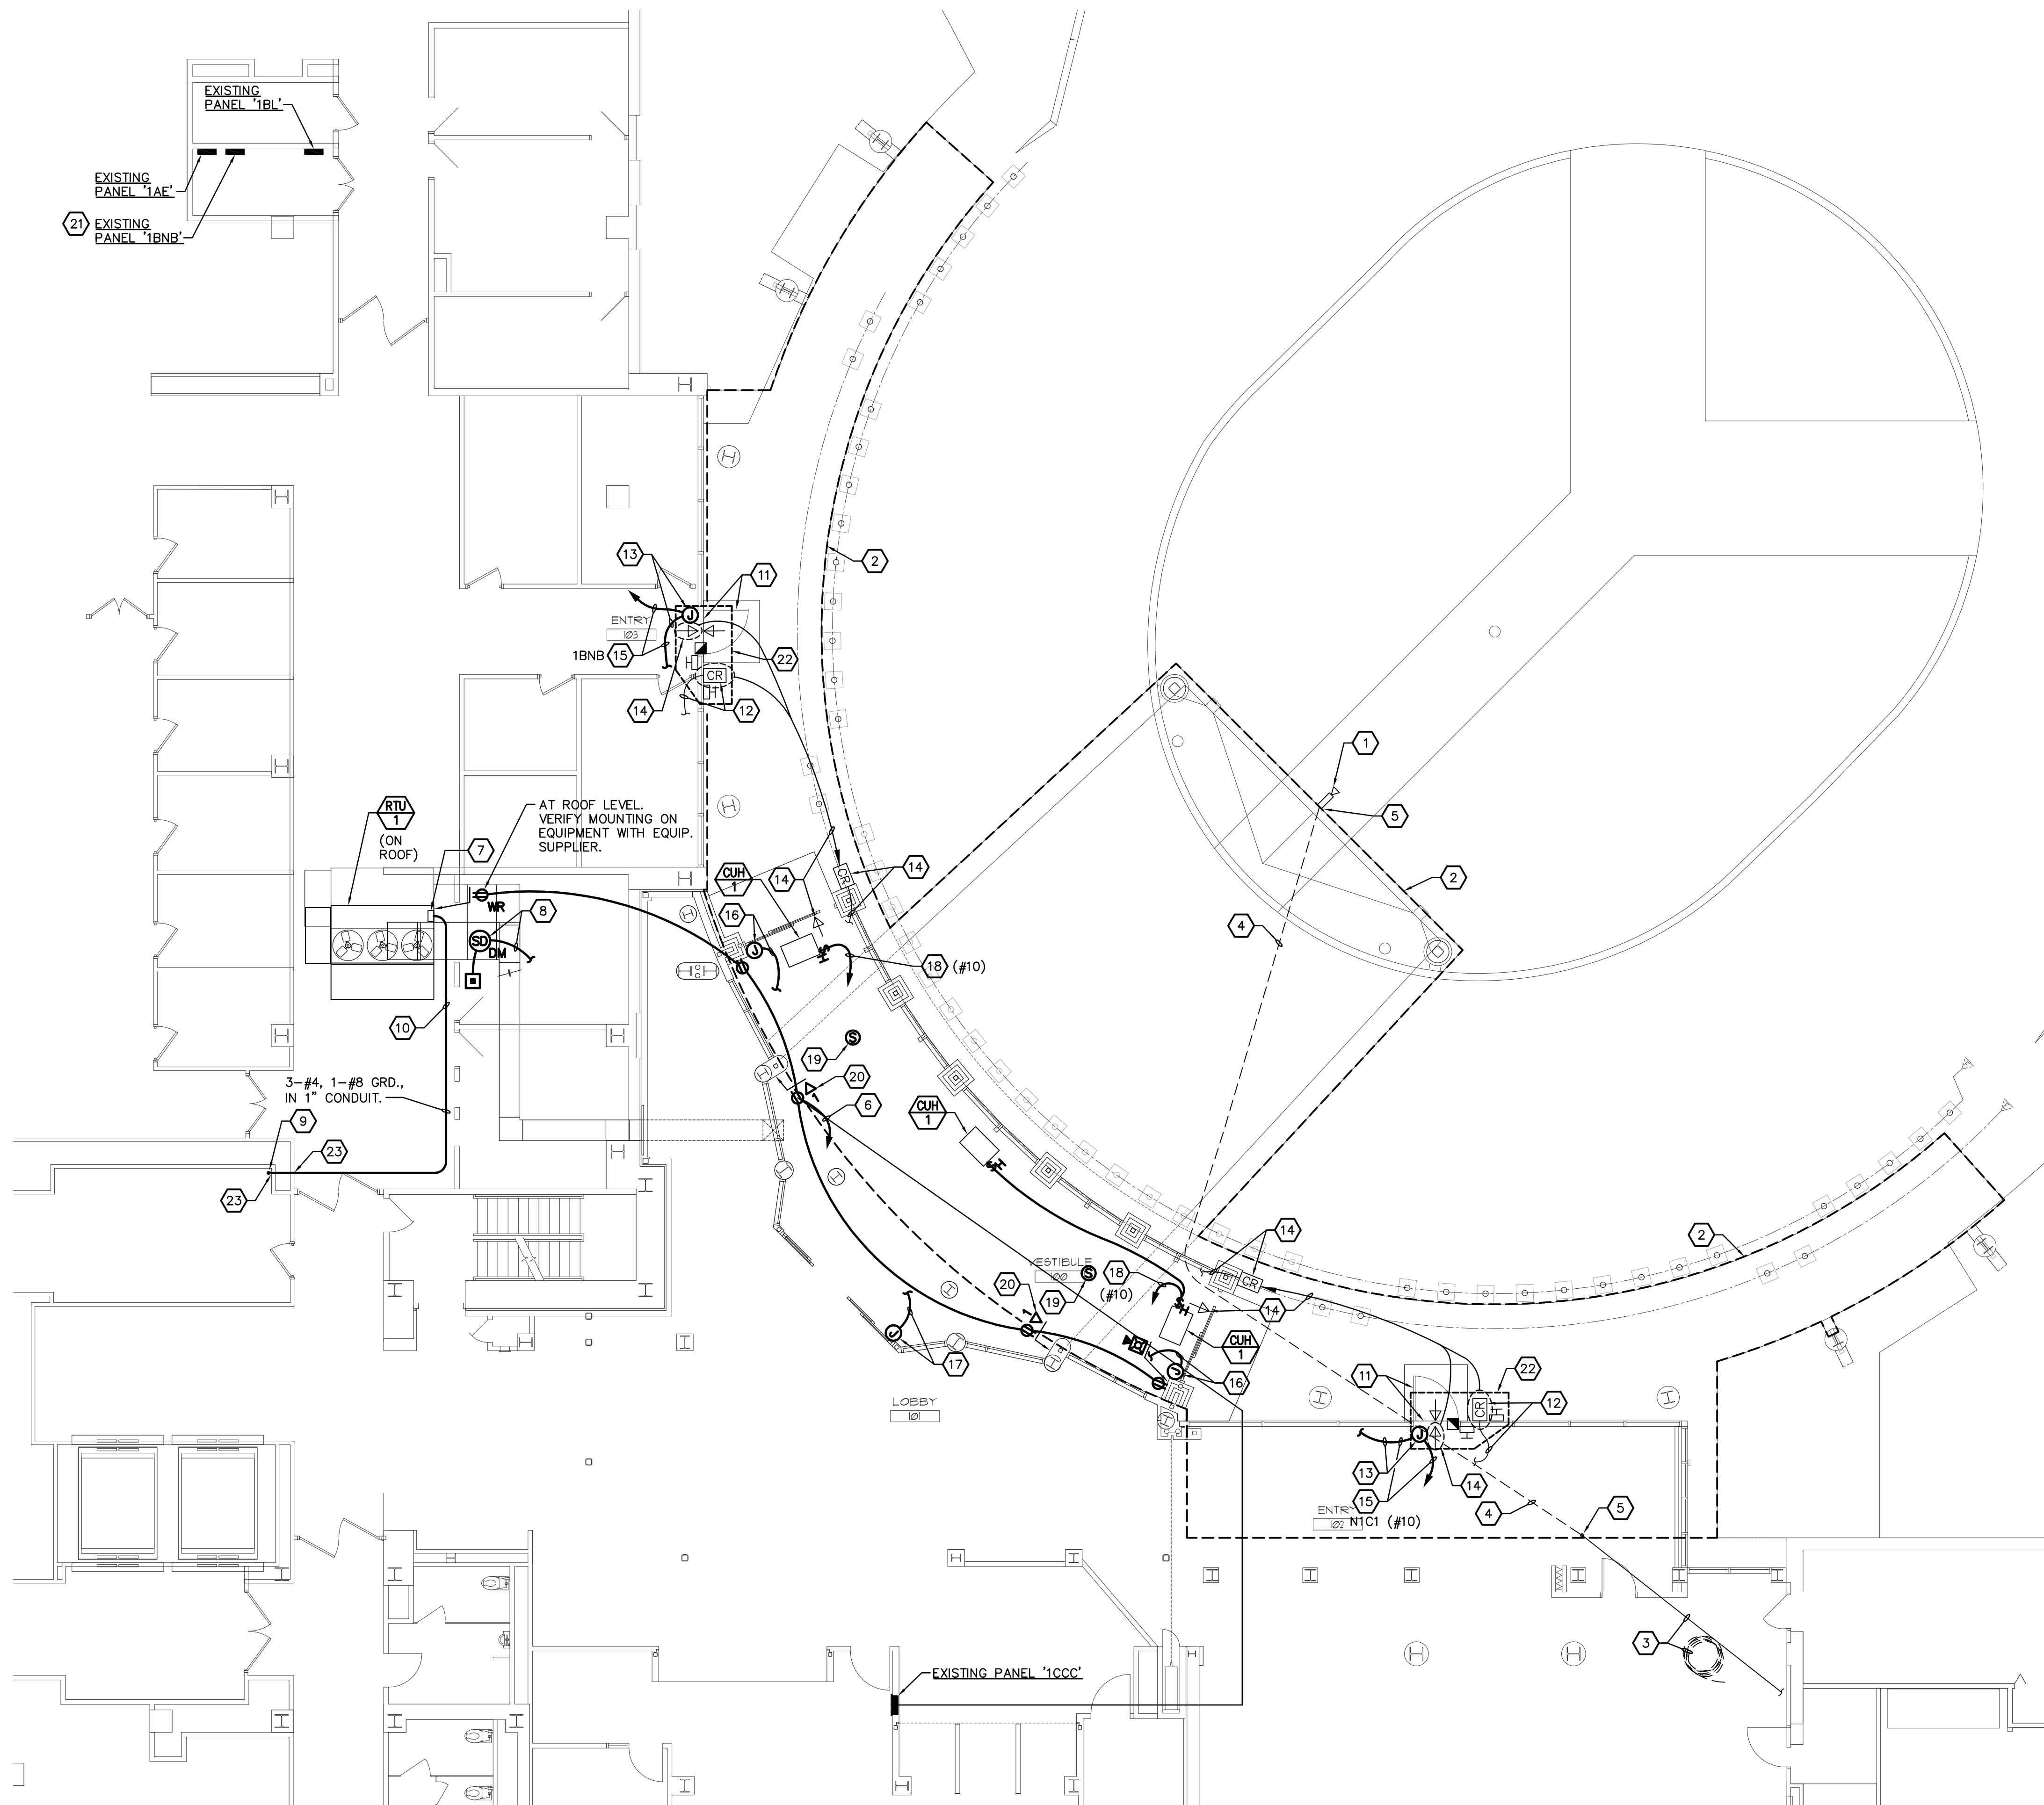 EXISTING
PANEL '1BL'
EXISTING
PANEL '1AE'
21
EXISTING
PANEL '1BNB'
13
11
2
ENTRY
103
J
1BNB
15
22
CR
14
12
1
5
AT ROOF LEVEL.
VERIFY MOUNTING ON
EQUIPMENT WITH EQUIP.
SUPPLIER.
RTU
1
(ON
ROOF)
7
CUH
1
14
CR
14
2
WR
8
16
J
4
SD
DM
18
(#10)
10
S
19
20
1
3-#4, 1-#8 GRD.,
IN 1" CONDUIT.
CUH
1
6
9
23
23
14
2
VESTIBULE
100
S
18
(#10)
CR
20
19
14
1
J
CUH
1
17
16
J
11
22
12
CR
LOBBY
101
J
13
15
14
ENTRY
102
N1C1 (#10)
4
5
3
EXISTING PANEL '1CCC'